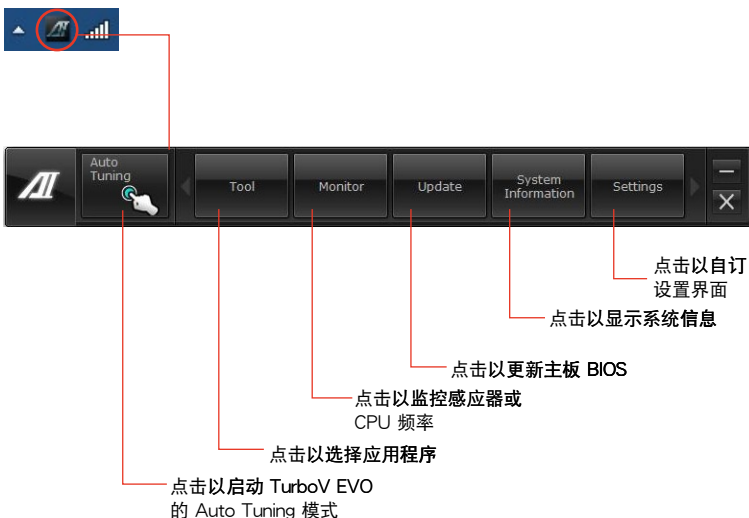 Auto
Tuning
Tool
Monitor
Update
System
Information
Settings
点击以自订
设置界面
点击以显示系统信息
点击以更新主板 BIOS
点击以监控感应器或
CPU 频率
点击以选择应用程序
点击以启动 TurboV EVO
的 Auto Tuning 模式